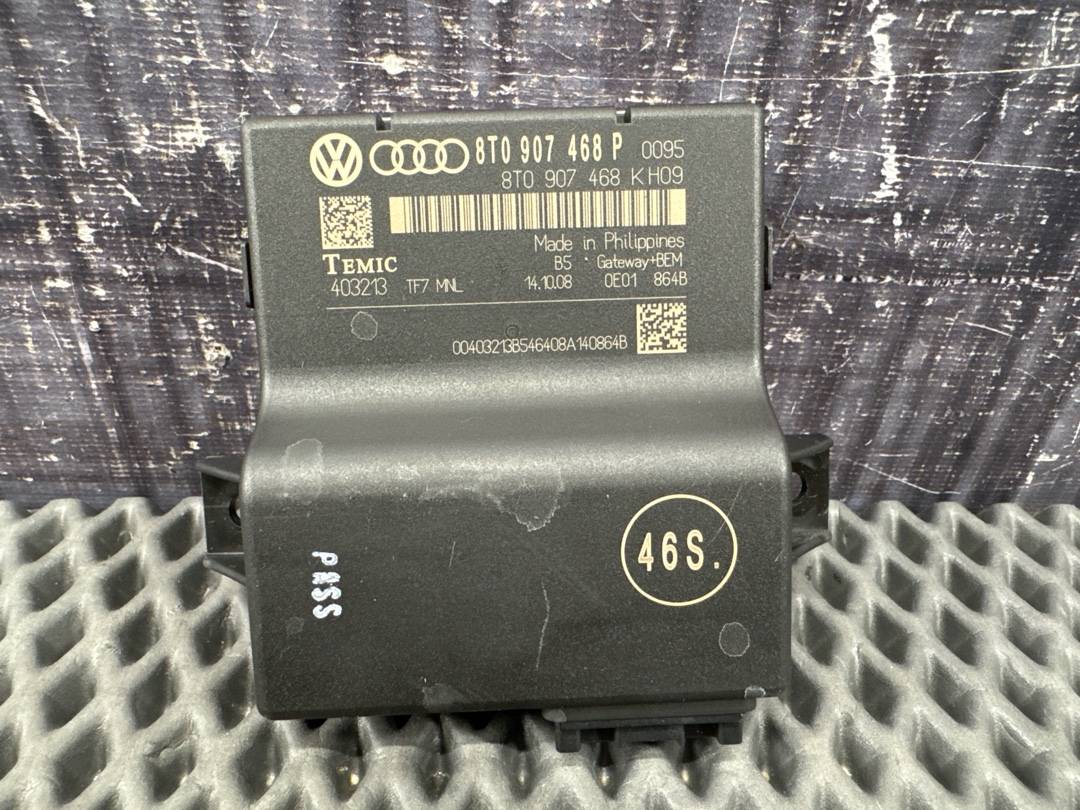 8T0 907 468 P 0095
8T0 907 468 K H09
Made in Philippines
TEMIC B5 Gateway+BEM
403213 TF7 MNL 14.10.08 0E01 864B
00403213B546408A140864B
46S.
PASS